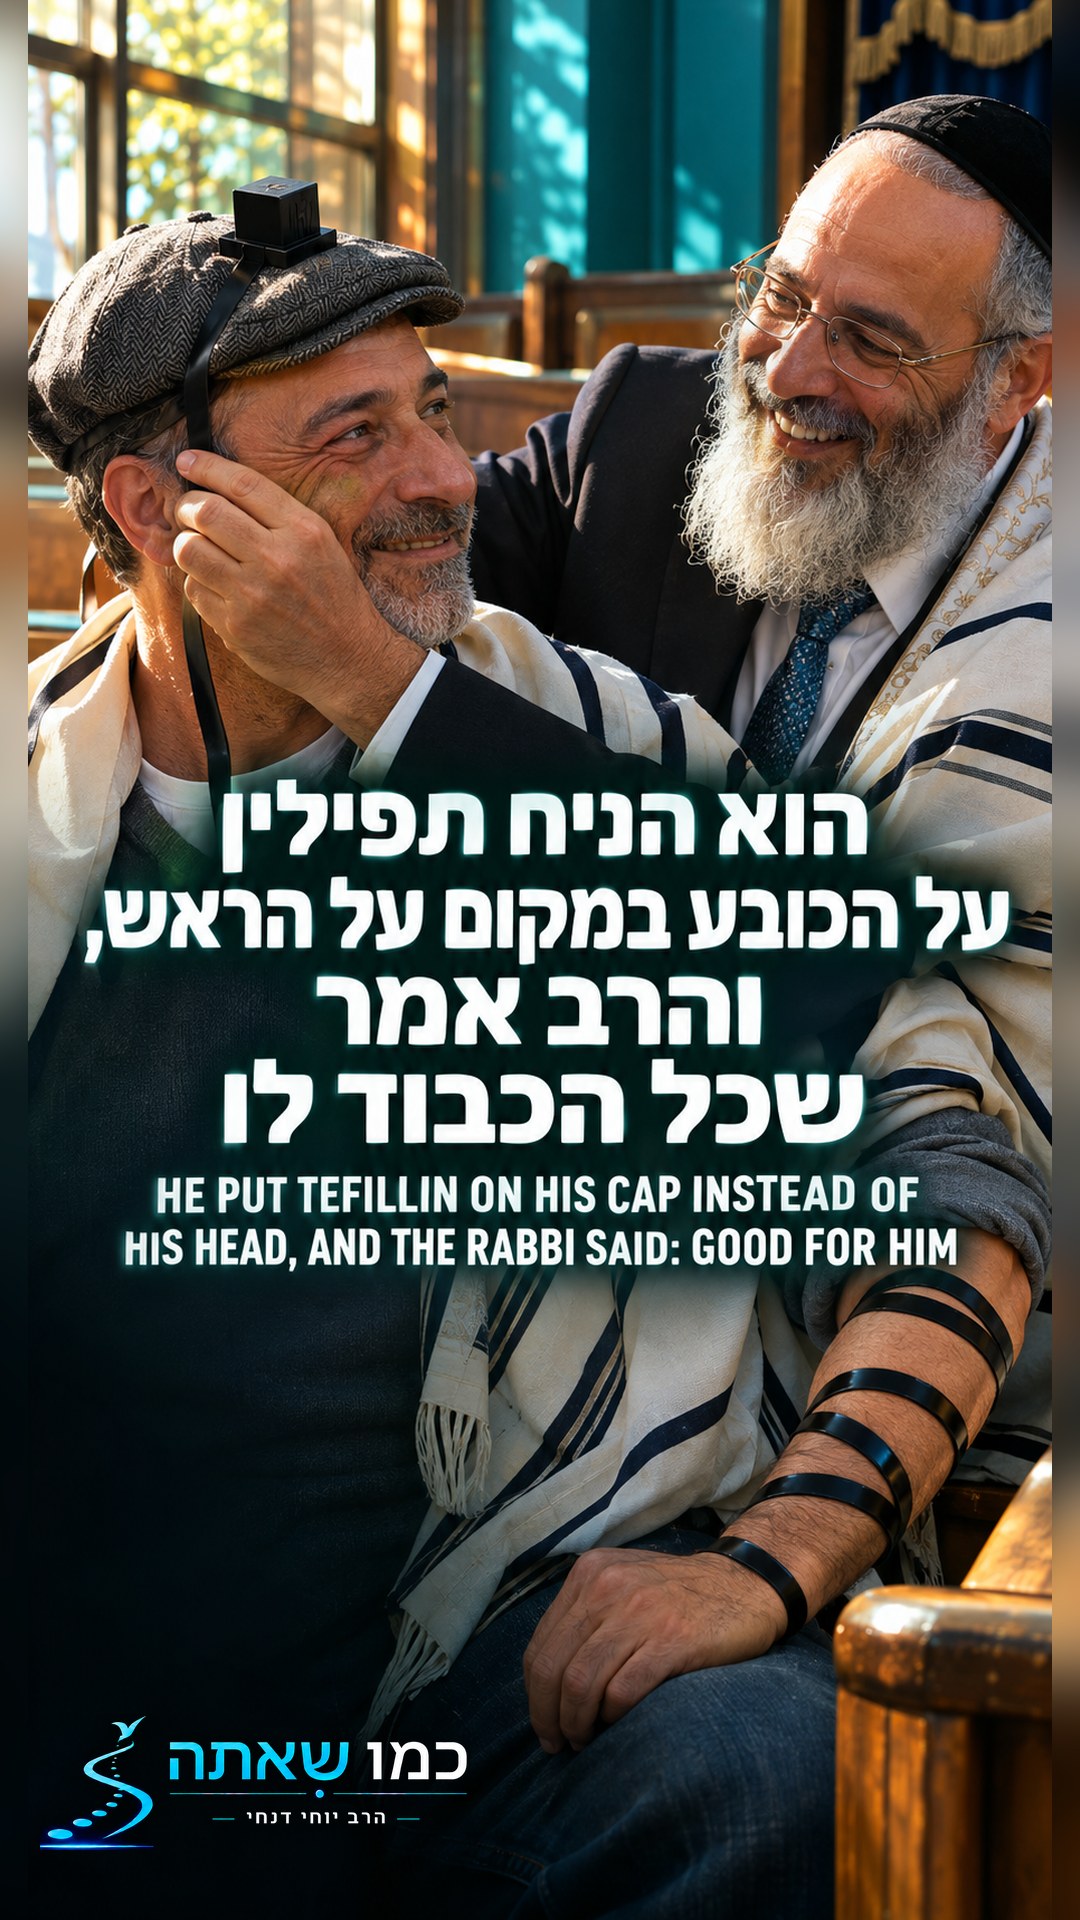 הוא הניח תפילין
על הכובע במקום על הראש,
והרב אמר
שכל הכבוד לו
HE PUT TEFILLIN ON HIS CAP INSTEAD OF
HIS HEAD, AND THE RABBI SAID: GOOD FOR HIM
כמו שִאתה
הרב יוחי דנחי